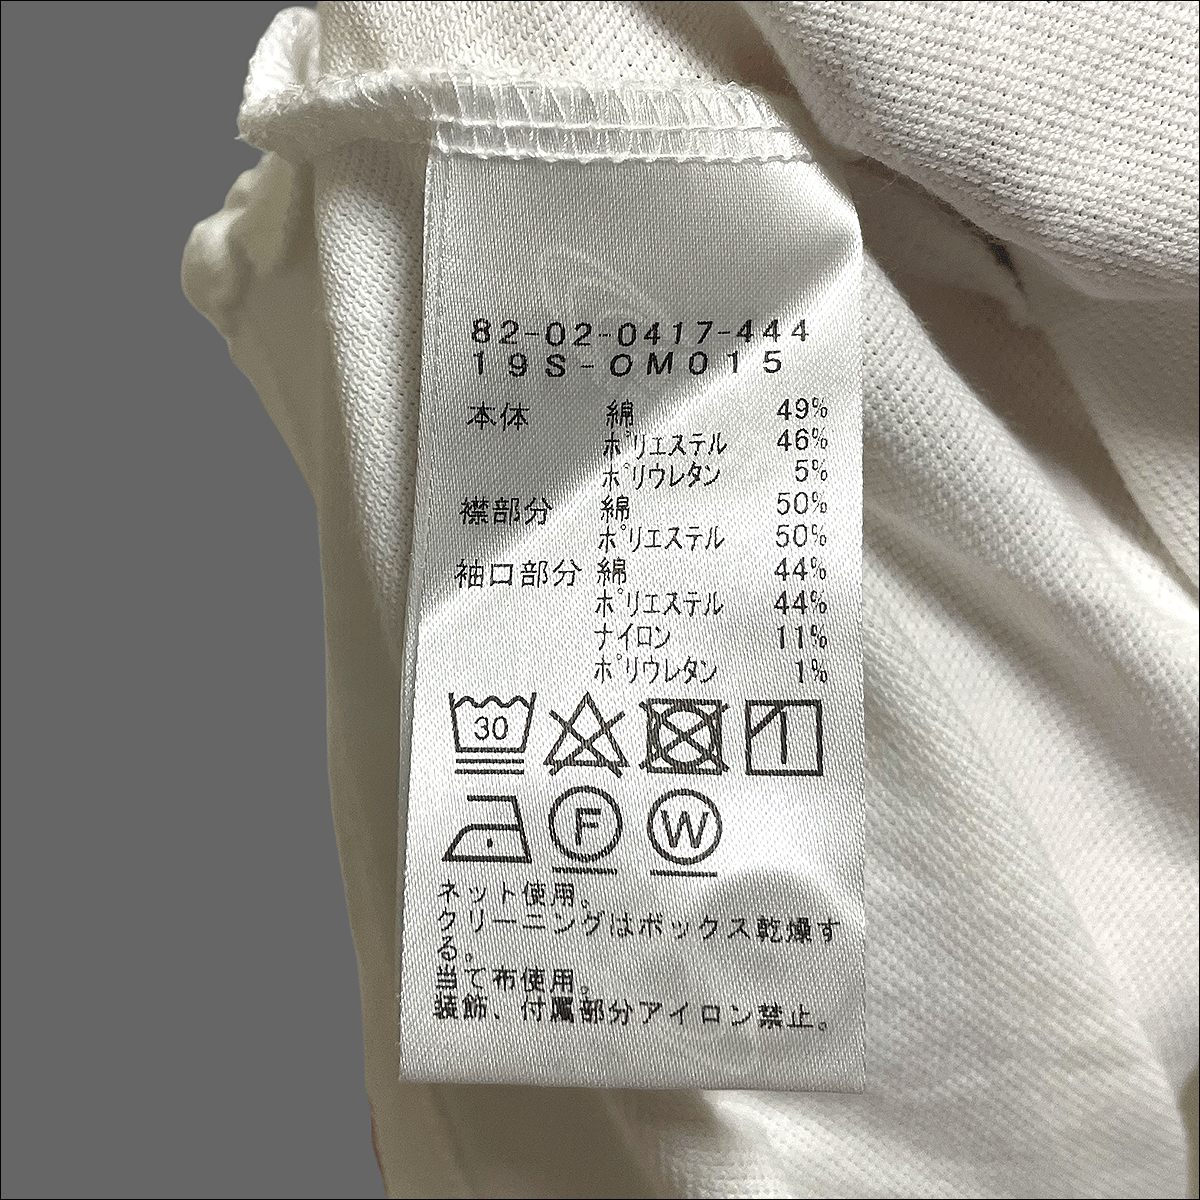 82-02-0417-444
19S-OM015
本体 綿 49%
ポリエステル 46%
ポリウレタン 5%
襟部分 綿 50%
ポリエステル 50%
袖口部分 綿 44%
ポリエステル 44%
ナイロン 11%
ポリウレタン 1%
30
F W
ネット使用。
クリーニングはボックス乾燥す
る。
当て布使用。
装飾、付属部分アイロン禁止。